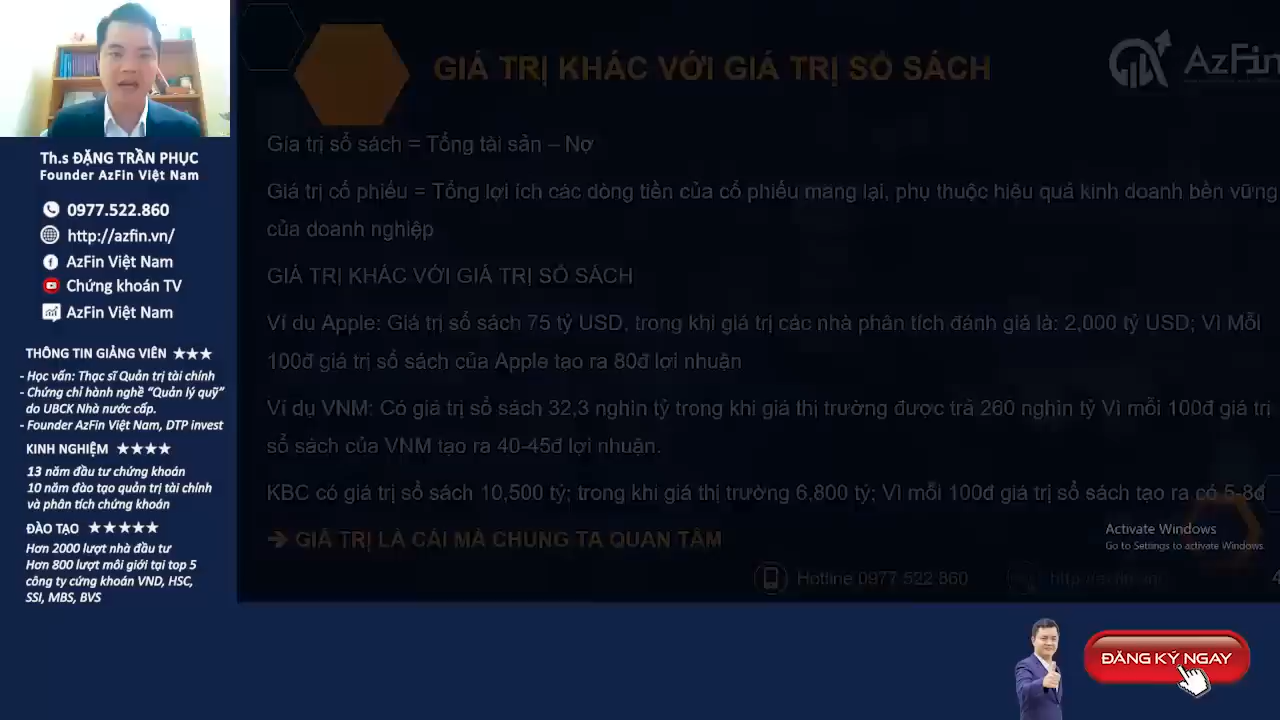 Th.s ĐẶNG TRẦN PHỤC
Founder AzFin Việt Nam
0977.522.860
http://azfin.vn/
AzFin Việt Nam
Chứng khoán TV
AzFin Việt Nam
THÔNG TIN GIẢNG VIÊN ★★★
- Học vấn: Thạc sĩ Quản trị tài chính
- Chứng chỉ hành nghề “Quản lý quỹ”
do UBCK Nhà nước cấp.
- Founder AzFin Việt Nam, DTP invest
KINH NGHIỆM ★★★★
13 năm đầu tư chứng khoán
10 năm đào tạo quản trị tài chính
và phân tích chứng khoán
ĐÀO TẠO ★★★★★
Hơn 2000 lượt nhà đầu tư
Hơn 800 lượt môi giới tại top 5
công ty cứng khoán VND, HSC,
SSI, MBS, BVS
GIÁ TRỊ KHÁC VỚI GIÁ TRỊ SỔ SÁCH
AzFin
Gía trị sổ sách = Tổng tài sản – Nợ
Giá trị cổ phiếu = Tổng lợi ích các dòng tiền của cổ phiếu mang lại, phụ thuộc hiệu quả kinh doanh bền vững
của doanh nghiệp
GIÁ TRỊ KHÁC VỚI GIÁ TRỊ SỔ SÁCH
Ví dụ Apple: Giá trị sổ sách 75 tỷ USD, trong khi giá trị các nhà phân tích đánh giá là: 2,000 tỷ USD; Vì Mỗi
100đ giá trị sổ sách của Apple tạo ra 80đ lợi nhuận
Ví dụ VNM: Có giá trị sổ sách 32,3 nghìn tỷ trong khi giá thị trường được trả 260 nghìn tỷ Vì mỗi 100đ giá trị
sổ sách của VNM tạo ra 40-45đ lợi nhuận.
KBC có giá trị sổ sách 10,500 tỷ; trong khi giá thị trường 6,800 tỷ; Vì mỗi 100đ giá trị sổ sách tạo ra có 5-8đ
➔ GIÁ TRỊ LÀ CÁI MÀ CHÚNG TA QUAN TÂM
Activate Windows
Go to Settings to activate Windows.
Hotline 0977 522 860
4
ĐĂNG KÝ NGAY